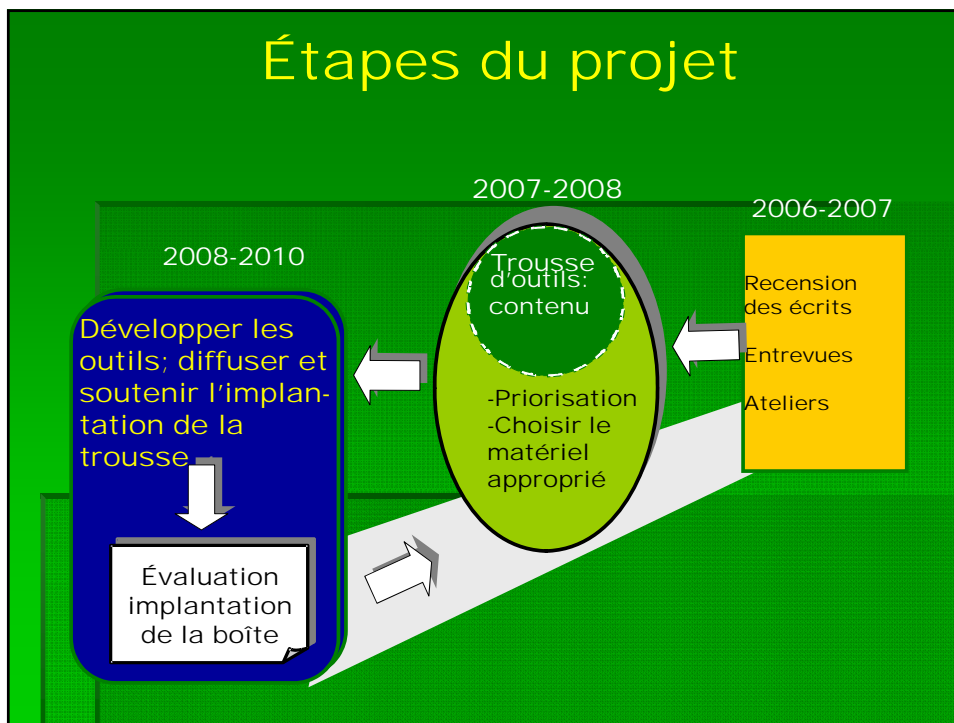 Étapes du projet
2008-2010
Développer les
outils; diffuser et
soutenir l'implan-
tation de la
trousse
Évaluation
implantation
de la boîte
2007-2008
Trousse
d'outils:
contenu
-Priorisation
-Choisir le
matériel
approprié
2006-2007
Recension
des écrits
Entrevues
Ateliers